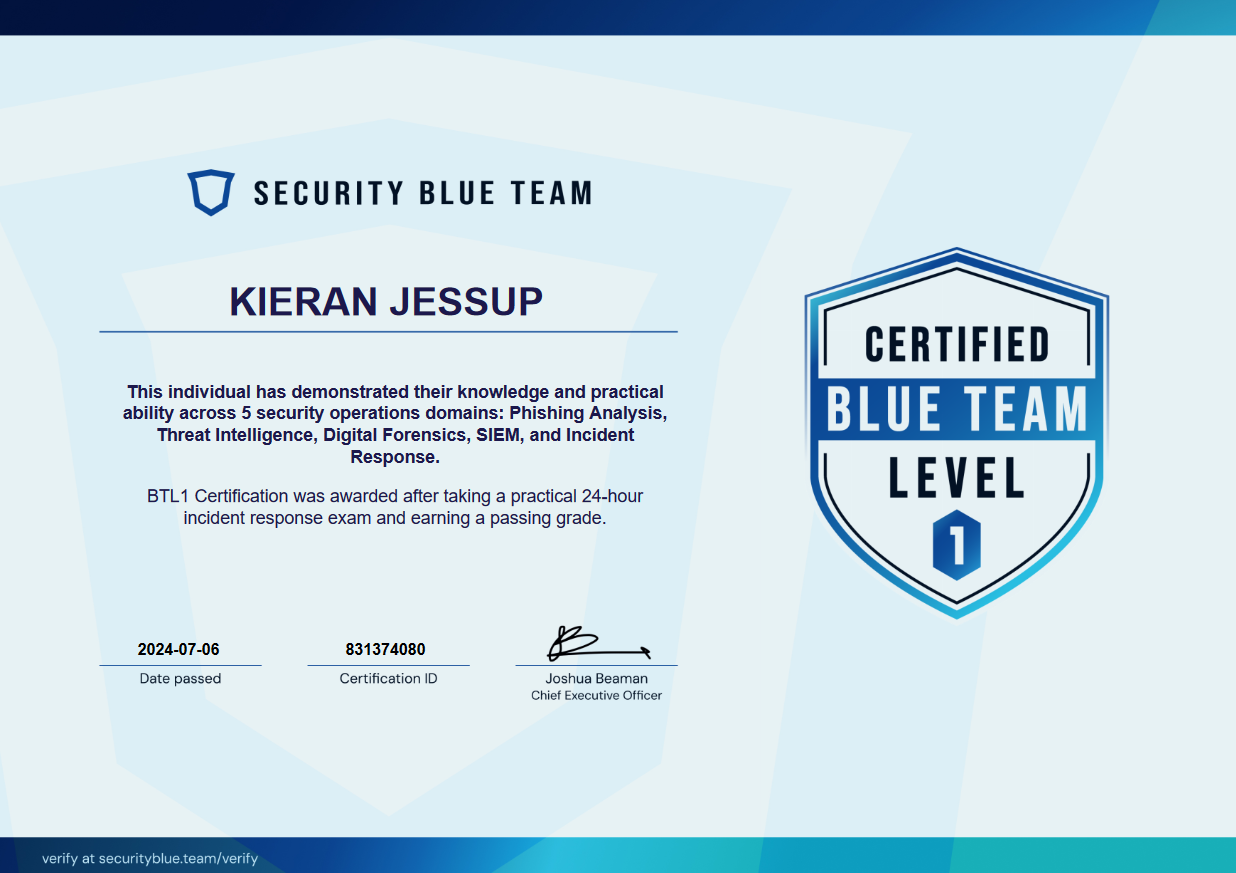 SECURITY BLUE TEAM
KIERAN JESSUP
This individual has demonstrated their knowledge and practical
ability across 5 security operations domains: Phishing Analysis,
Threat Intelligence, Digital Forensics, SIEM, and Incident
Response.
BTL1 Certification was awarded after taking a practical 24-hour
incident response exam and earning a passing grade.
2024-07-06
Date passed
831374080
Certification ID
Joshua Beaman
Chief Executive Officer
CERTIFIED
BLUE TEAM
LEVEL
1
verify at securityblue.team/verify